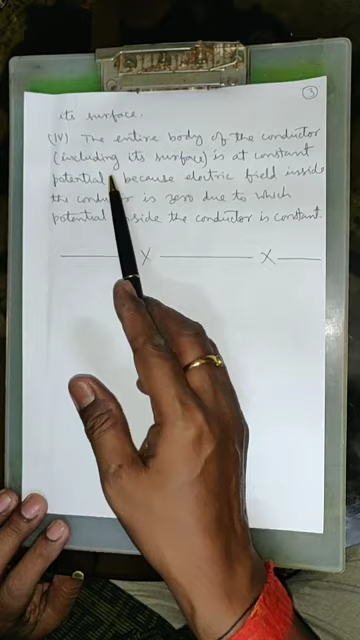 3
its surface.
(IV) The entire body of the conductor
(including its surface) is at constant
potential because electric field inside
the conductor is zero due to which
potential inside the conductor is constant.
X X